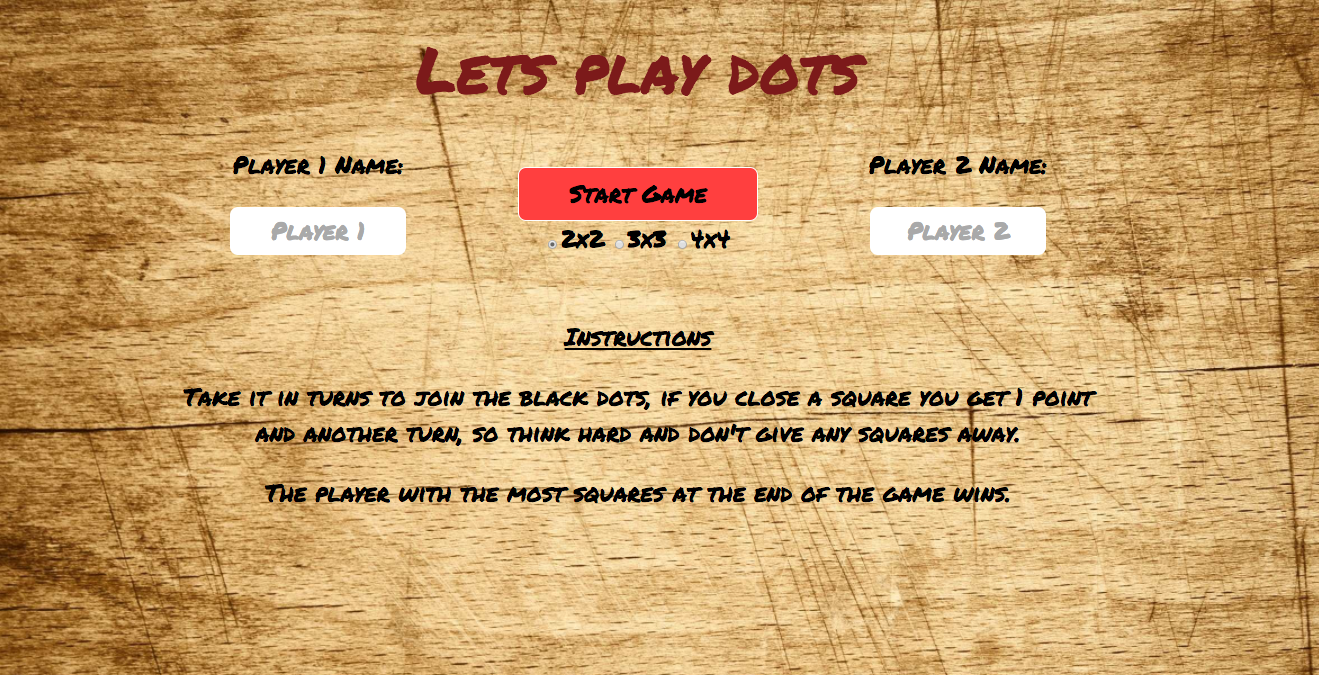 Lets play dots
Player 1 Name:
Player 2 Name:
Start Game
Player 1
Player 2
2x2 3x3 4x4
Instructions
Take it in turns to join the black dots, if you close a square you get 1 point
and another turn, so think hard and don't give any squares away.
The player with the most squares at the end of the game wins.